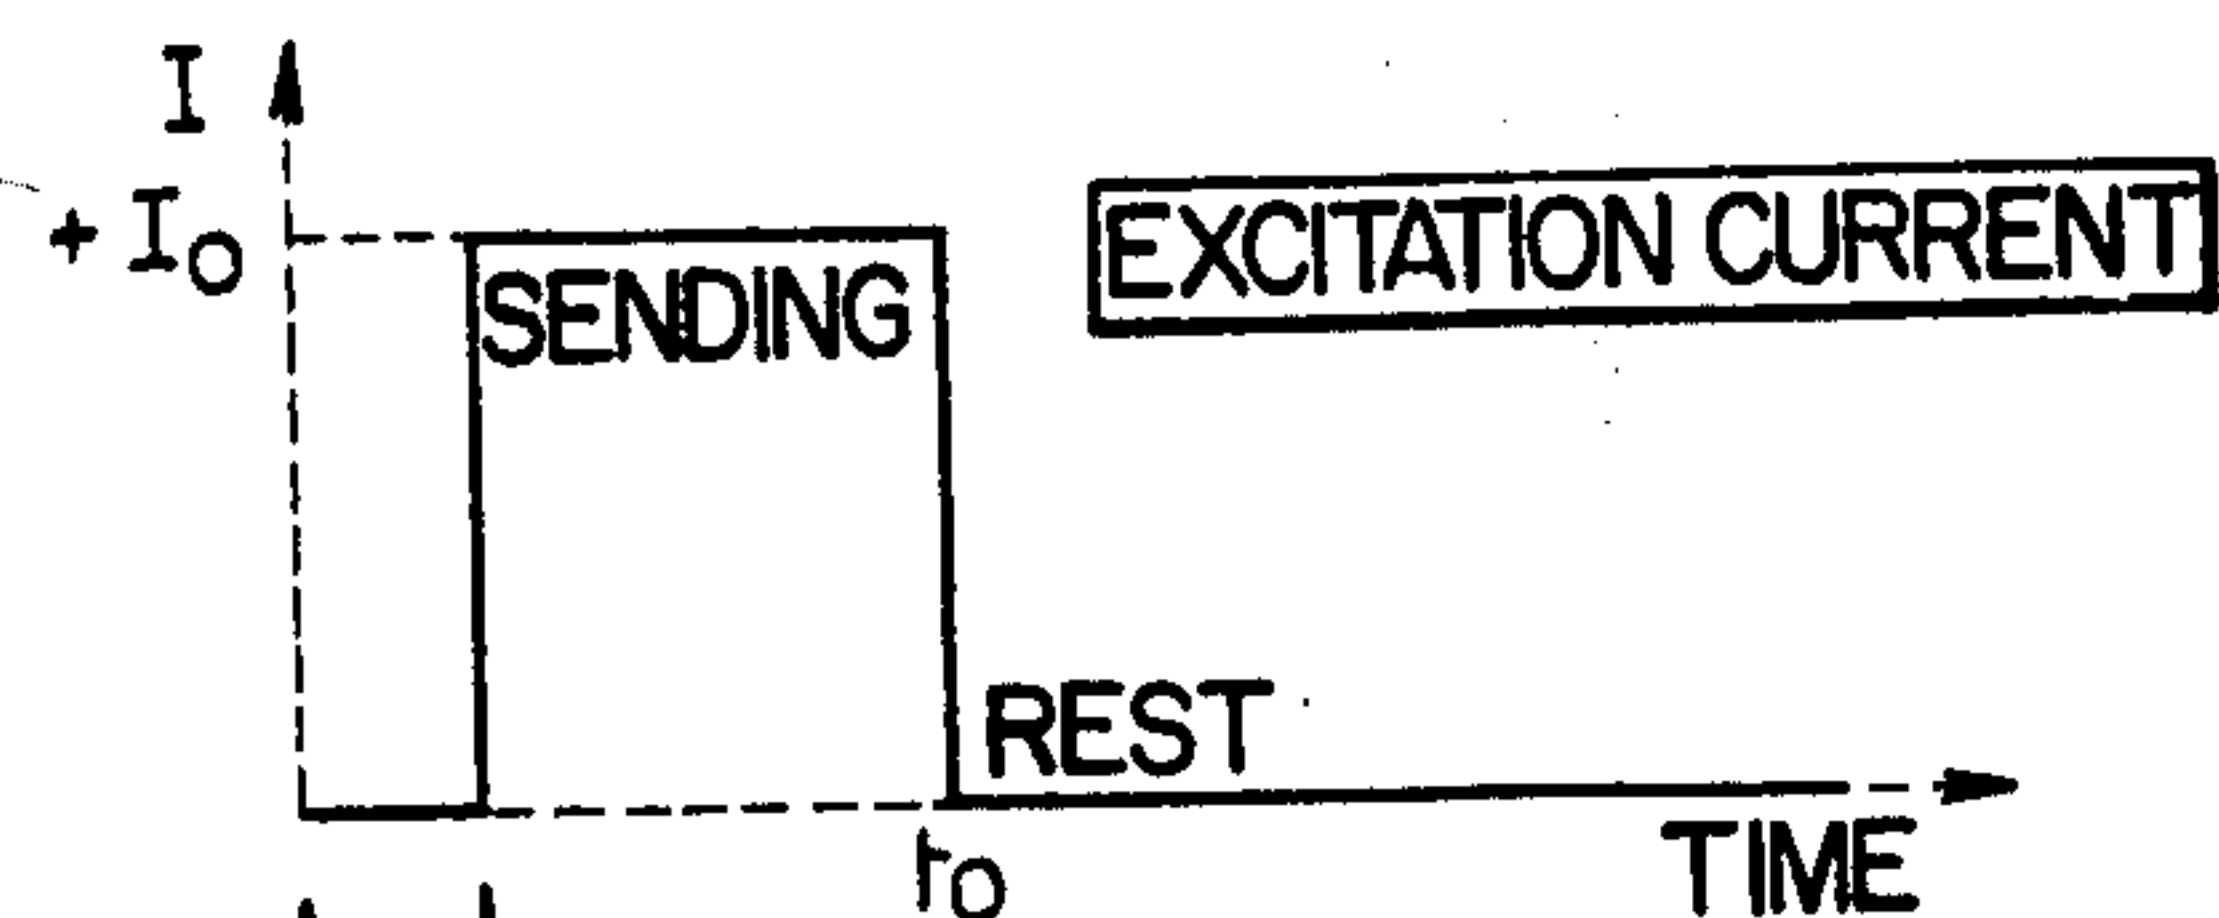 I
+ I₀
EXCITATION CURRENT
SENDING
REST
t₀
TIME